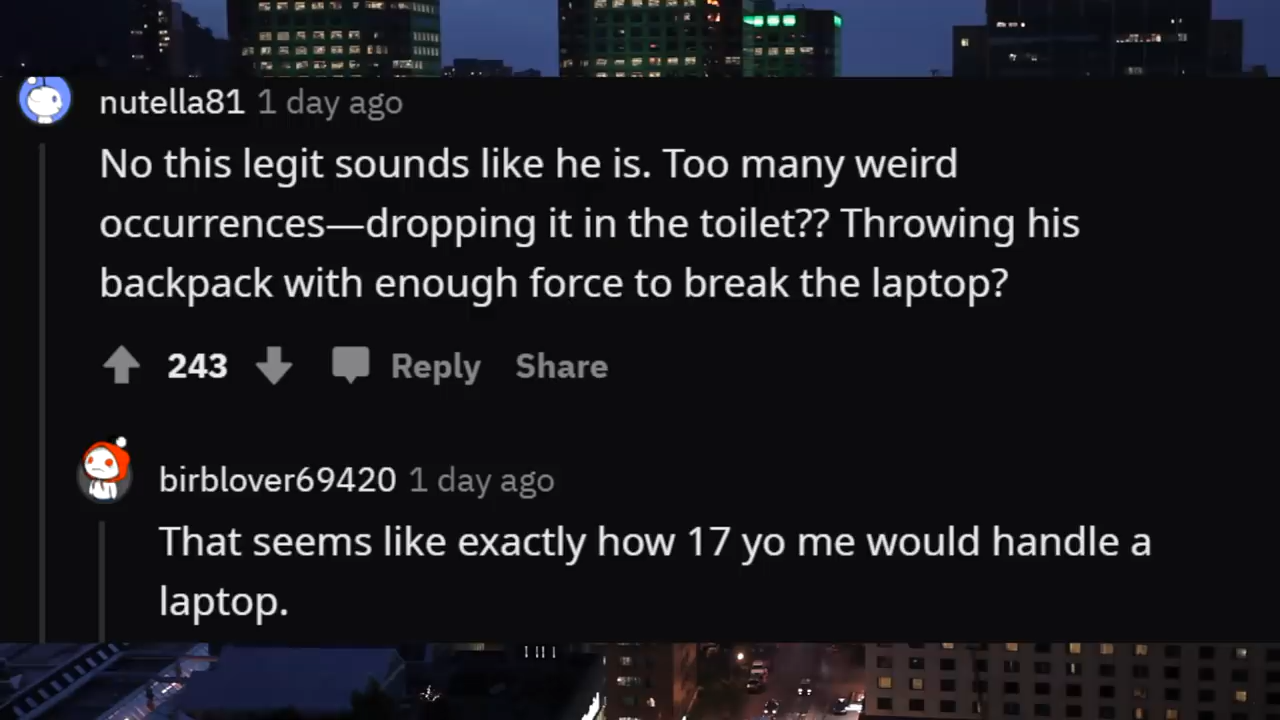 nutella81 1 day ago
No this legit sounds like he is. Too many weird
occurrences—dropping it in the toilet?? Throwing his
backpack with enough force to break the laptop?
243 Reply Share
birblover69420 1 day ago
That seems like exactly how 17 yo me would handle a
laptop.